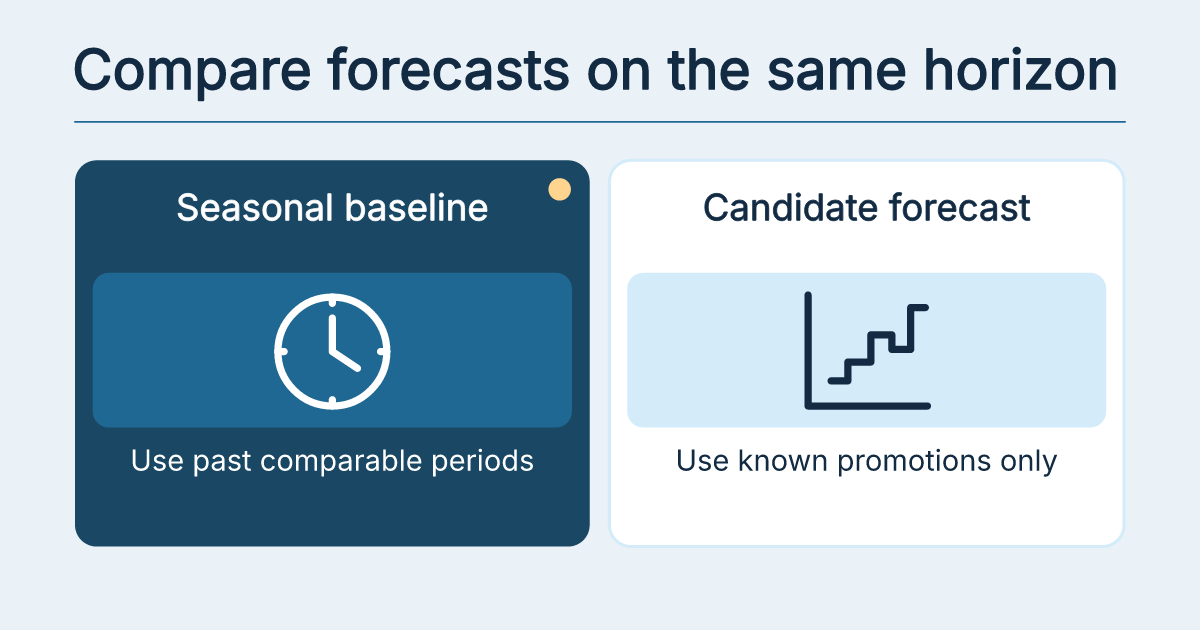 Compare forecasts on the same horizon
Seasonal baseline
Use past comparable periods
Candidate forecast
Use known promotions only